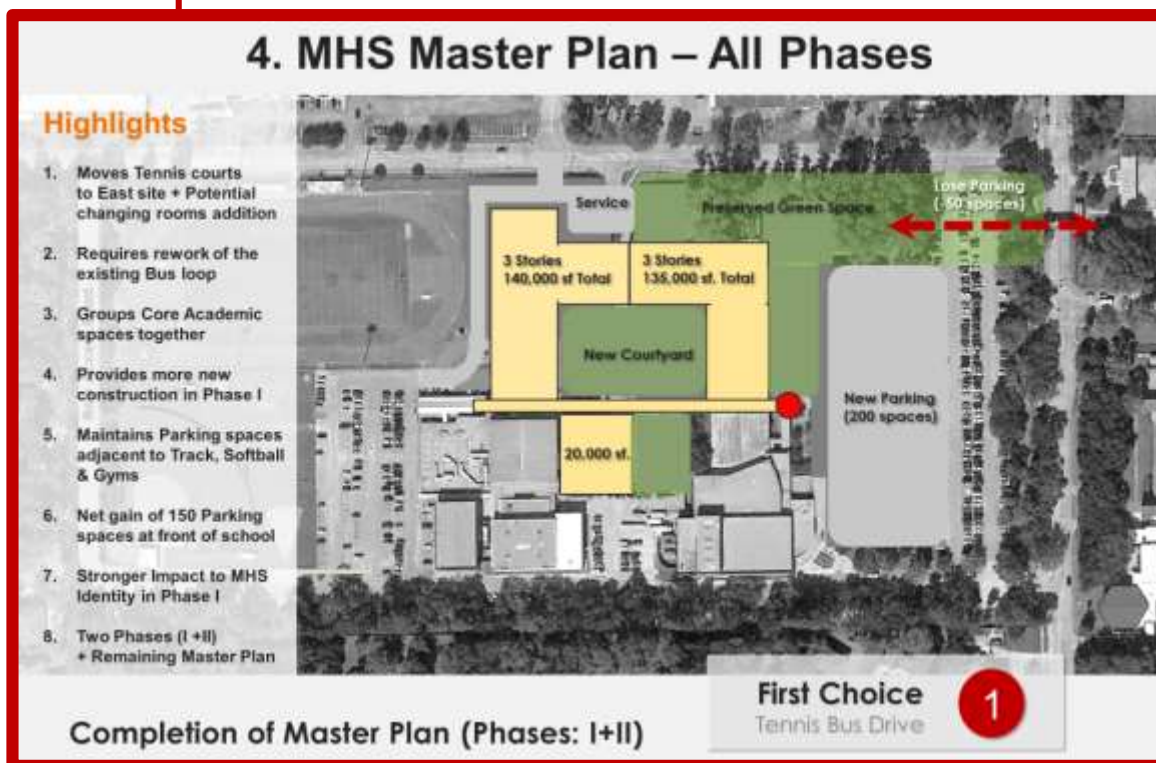 4. MHS Master Plan – All Phases
Highlights
1. Moves Tennis courts
to East site + Potential
changing rooms addition
2. Requires rework of the
existing Bus loop
3. Groups Core Academic
spaces together
4. Provides more new
construction in Phase I
5. Maintains Parking spaces
adjacent to Track, Softball
& Gyms
6. Net gain of 150 Parking
spaces at front of school
7. Stronger Impact to MHS
Identity in Phase I
8. Two Phases (I +II)
+ Remaining Master Plan
Service
Preserved Green Space
Lose Parking
(-50 spaces)
3 Stories
140,000 sf Total
3 Stories
135,000 sf. Total
New Courtyard
New Parking
(200 spaces)
20,000 sf.
First Choice
Tennis Bus Drive
1
Completion of Master Plan (Phases: I+II)